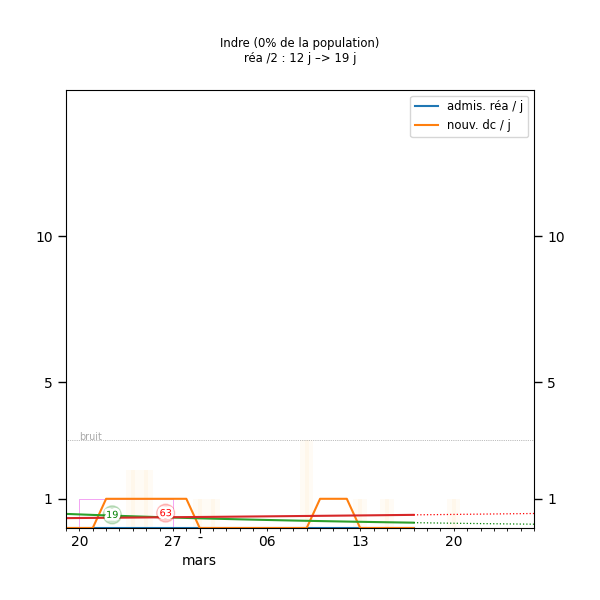 Indre (0% de la population)
réa /2 : 12 j –> 19 j
admis. réa / j
nouv. dc / j
10 10
5 5
bruit
1 19 63 1
20 27 - 06 13 20
mars